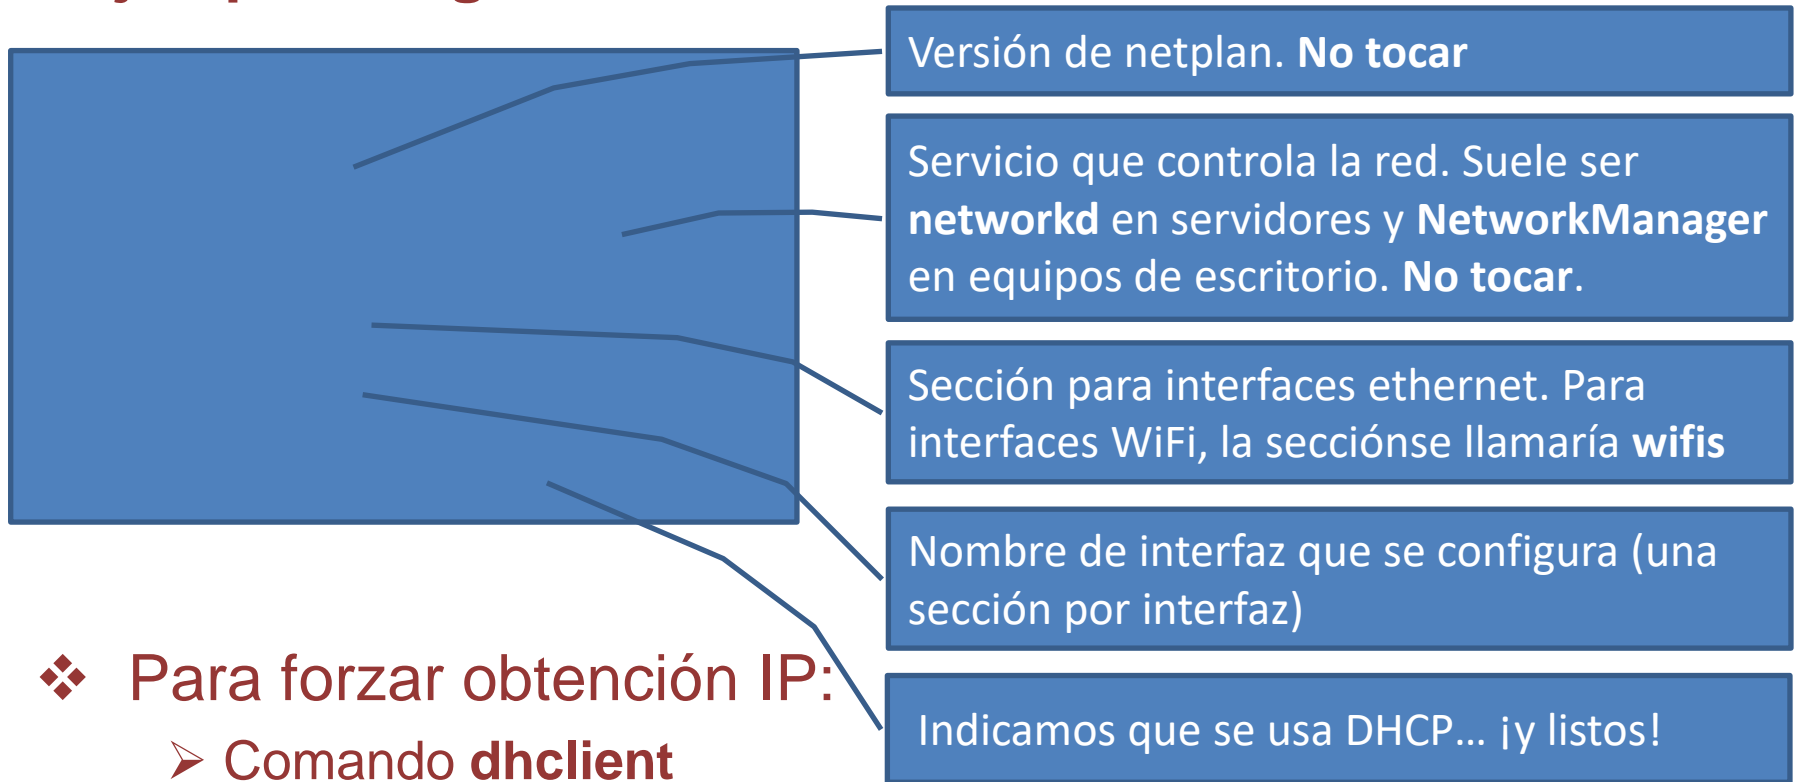 Versión de netplan. No tocar
Servicio que controla la red. Suele ser
networkd en servidores y NetworkManager
en equipos de escritorio. No tocar.
Sección para interfaces ethernet. Para
interfaces WiFi, la secciónse llamaría wifis
Nombre de interfaz que se configura (una
sección por interfaz)
Indicamos que se usa DHCP... ¡y listos!
❖ Para forzar obtención IP:
➢ Comando dhclient